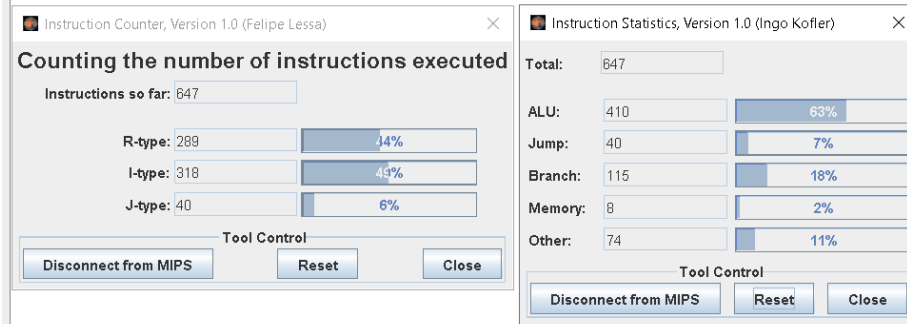 Instruction Counter, Version 1.0 (Felipe Lessa)
Counting the number of instructions executed
Instructions so far: 647
R-type: 289 44%
I-type: 318 49%
J-type: 40 6%
Tool Control
Disconnect from MIPS Reset Close
Instruction Statistics, Version 1.0 (Ingo Kofler)
Total: 647
ALU: 410 63%
Jump: 40 7%
Branch: 115 18%
Memory: 8 2%
Other: 74 11%
Tool Control
Disconnect from MIPS Reset Close